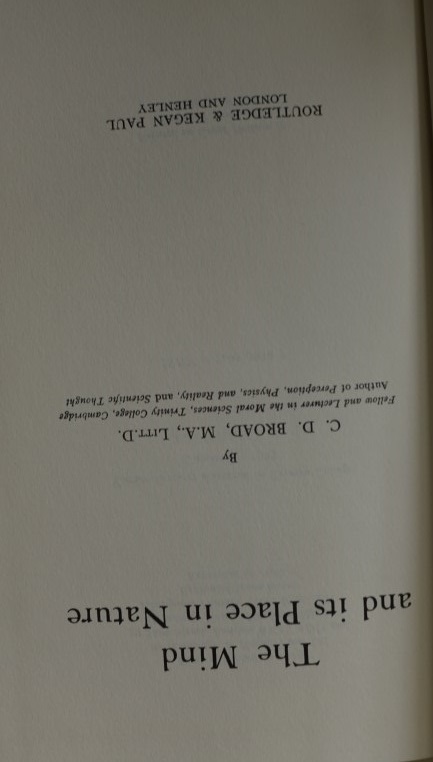 The Mind
and its Place in Nature
By
C. D. BROAD, M.A., LITT.D.
Fellow and Lecturer in the Moral Sciences, Trinity College, Cambridge
Author of Perception, Physics, and Reality, and Scientific Thought
ROUTLEDGE & KEGAN PAUL
LONDON AND HENLEY